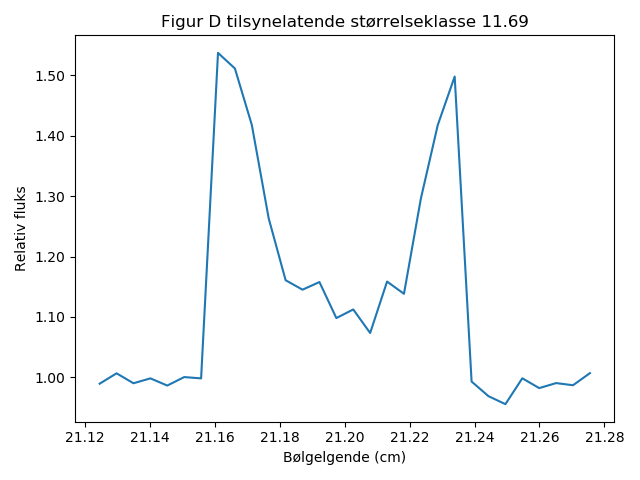 Figur D tilsynelatende størrelseklasse 11.69
1.50
1.40
1.30
1.20
1.10
1.00
Relativ fluks
21.12 21.14 21.16 21.18 21.20 21.22 21.24 21.26 21.28
Bølgelgende (cm)